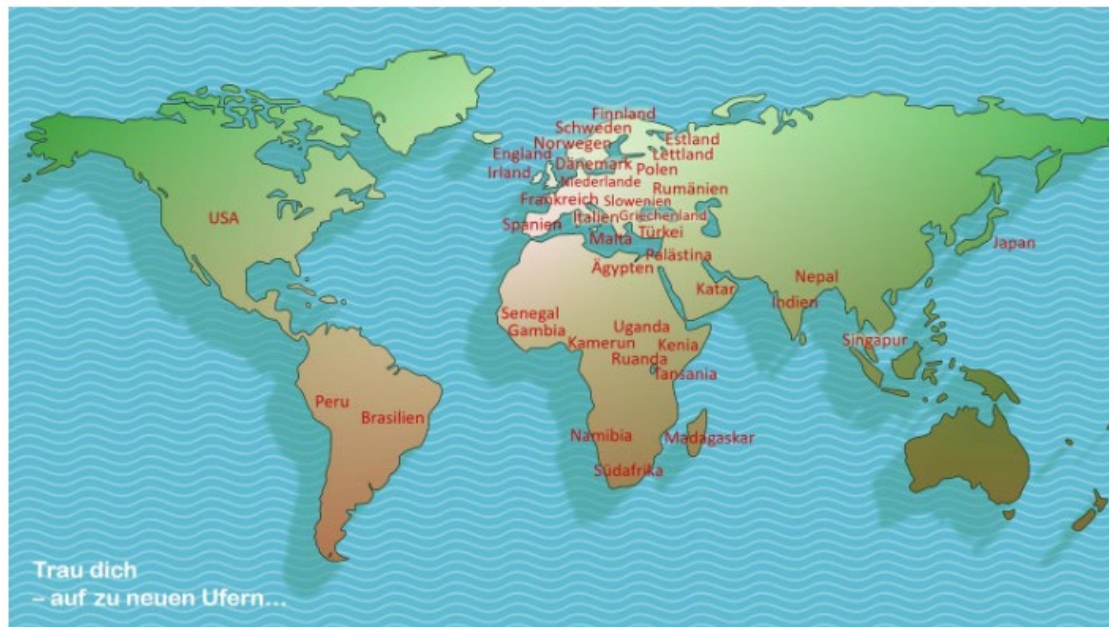 Finnland
Schweden
Norwegen
Estland
England
Lettland
Dänemark
Irland
Polen
Niederlande
Rumänien
Frankreich
Slowenien
USA
Spanien
Italien
Griechenland
Türkei
Malta
Japan
Palästina
Ägypten
Nepal
Katar
Indien
Senegal
Gambia
Uganda
Kamerun
Kenia
Singapur
Ruanda
Tansania
Peru
Brasilien
Namibia
Madagaskar
Südafrika
Trau dich
– auf zu neuen Ufern...